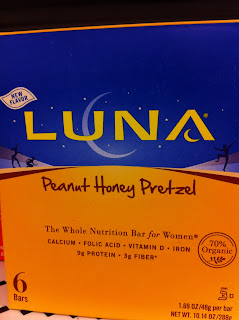 NEW
FLAVOR
LUNA
Peanut Honey Pretzel
The Whole Nutrition Bar for Women®
CALCIUM • FOLIC ACID • VITAMIN D • IRON
9g PROTEIN • 3g FIBER*
70%
Organic
6
Bars
1.69 OZ/48g per bar
NET WT. 10.14 OZ/288g